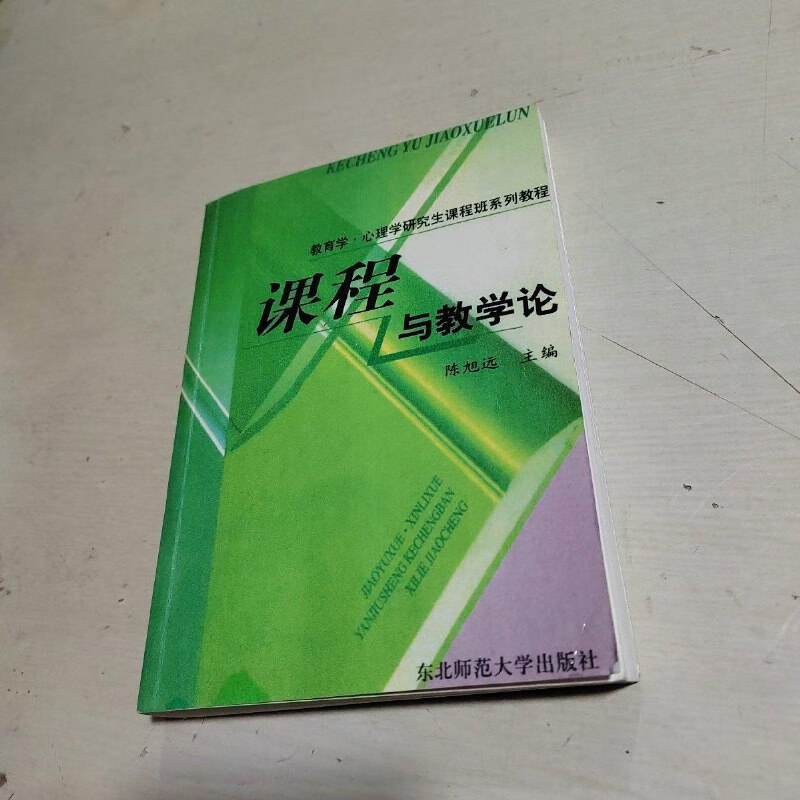 KECHENG YU JIAOXUELUN
教育学·心理学研究生课程班系列教程
课程
与教学论
陈旭远 主编
JIAOYUXUE·XINLIXUE
YANJIUSHENG KECHENGBAN
XILIE JIAOCHENG
东北师范大学出版社